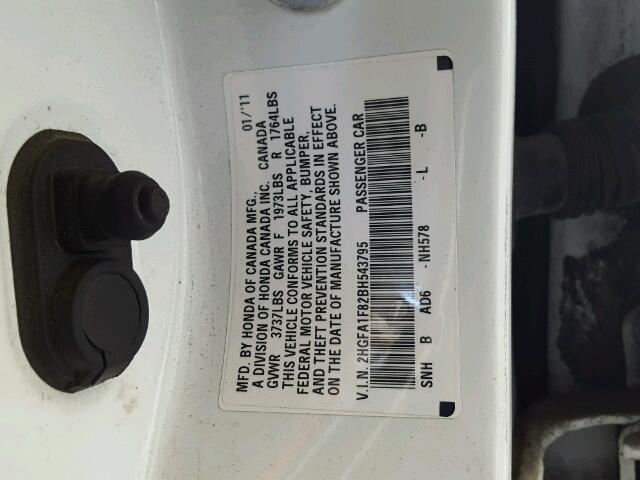 MFD. BY HONDA OF CANADA MFG. 01/'11
A DIVISION OF HONDA CANADA INC. CANADA
GVWR 3737LBS GAWR F 1973LBS R 1764LBS
THIS VEHICLE CONFORMS TO ALL APPLICABLE
FEDERAL MOTOR VEHICLE SAFETY, BUMPER,
AND THEFT PREVENTION STANDARDS IN EFFECT
ON THE DATE OF MANUFACTURE SHOWN ABOVE.
V.I.N. 2HGFA1F82BH543795 PASSENGER CAR
SNH B AD6 -NH578 -L -B